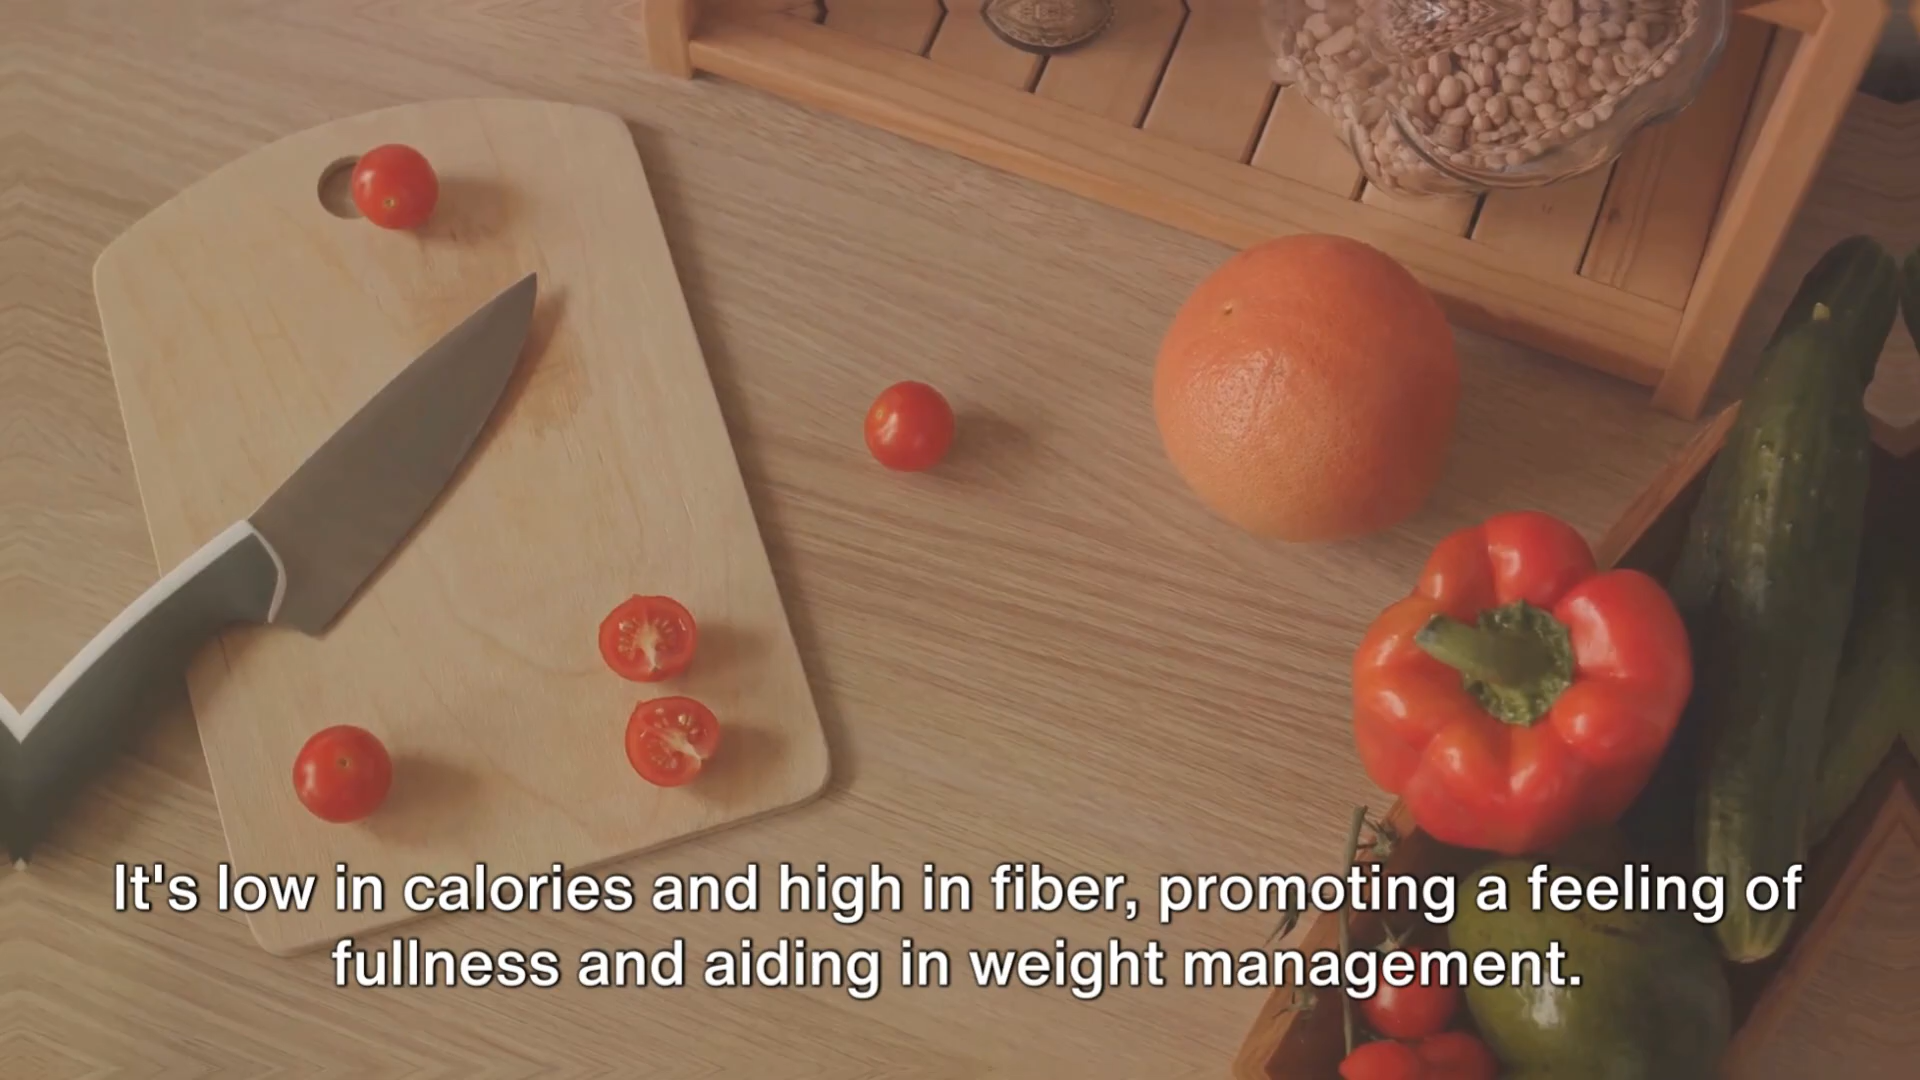 It's low in calories and high in fiber, promoting a feeling of
fullness and aiding in weight management.